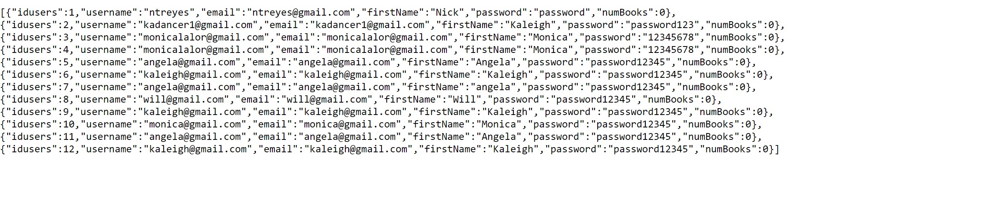 [{"idusers":1,"username":"ntreyes","email":"ntreyes@gmail.com","firstName":"Nick","password":"password","numBooks":0},
{"idusers":2,"username":"kadancer1@gmail.com","email":"kadancer1@gmail.com","firstName":"Kaleigh","password":"password123","numBooks":0},
{"idusers":3,"username":"monicalalor@gmail.com","email":"monicalalor@gmail.com","firstName":"Monica","password":"12345678","numBooks":0},
{"idusers":4,"username":"monicalalor@gmail.com","email":"monicalalor@gmail.com","firstName":"Monica","password":"12345678","numBooks":0},
{"idusers":5,"username":"angela@gmail.com","email":"angela@gmail.com","firstName":"Angela","password":"password12345","numBooks":0},
{"idusers":6,"username":"kaleigh@gmail.com","email":"kaleigh@gmail.com","firstName":"Kaleigh","password":"password12345","numBooks":0},
{"idusers":7,"username":"angela@gmail.com","email":"angela@gmail.com","firstName":"angela","password":"password12345","numBooks":0},
{"idusers":8,"username":"will@gmail.com","email":"will@gmail.com","firstName":"Will","password":"password12345","numBooks":0},
{"idusers":9,"username":"kaleigh@gmail.com","email":"kaleigh@gmail.com","firstName":"Kaleigh","password":"password12345","numBooks":0},
{"idusers":10,"username":"monica@gmail.com","email":"monica@gmail.com","firstName":"Monica","password":"password12345","numBooks":0},
{"idusers":11,"username":"angela@gmail.com","email":"angela@gmail.com","firstName":"Angela","password":"password12345","numBooks":0},
{"idusers":12,"username":"kaleigh@gmail.com","email":"kaleigh@gmail.com","firstName":"Kaleigh","password":"password12345","numBooks":0}]